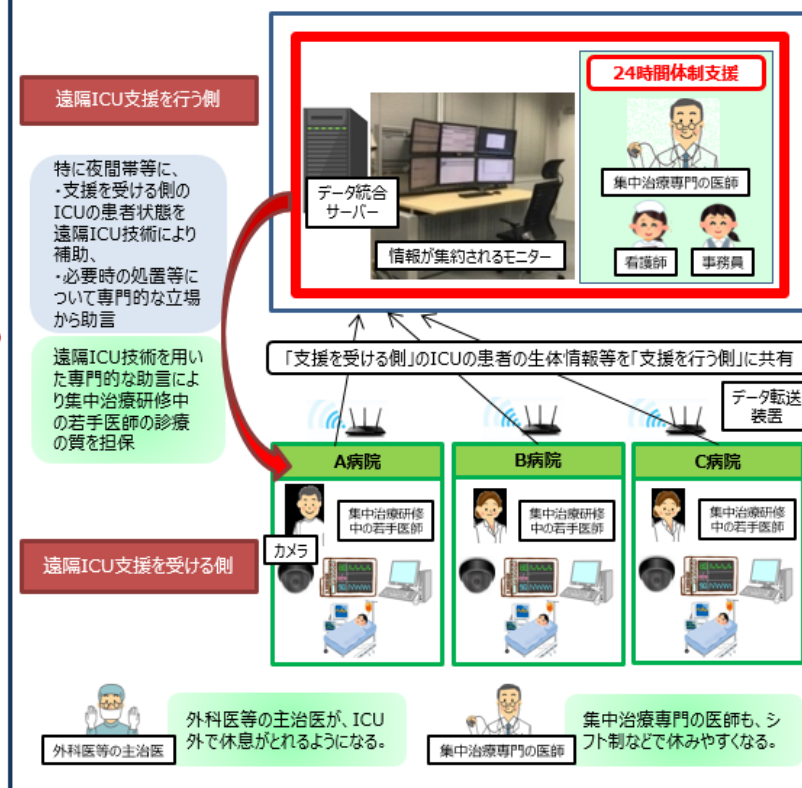 遠隔ICU支援を行う側
特に夜間帯等に、
・支援を受ける側の
ICUの患者状態を
遠隔ICU技術により
補助、
・必要時の処置等に
ついて専門的な立場
から助言
遠隔ICU技術を用い
た専門的な助言によ
り集中治療研修中
の若手医師の診療
の質を担保
24時間体制支援
集中治療専門の医師
看護師
事務員
データ統合
サーバー
情報が集約されるモニター
「支援を受ける側」のICUの患者の生体情報等を「支援を行う側」に共有
データ転送
装置
A病院
B病院
C病院
集中治療研修
中の若手医師
集中治療研修
中の若手医師
集中治療研修
中の若手医師
カメラ
遠隔ICU支援を受ける側
外科医等の主治医
外科医等の主治医が、ICU
外で休息がとれるようになる。
集中治療専門の医師
集中治療専門の医師も、シ
フト制などで休みやすくなる。